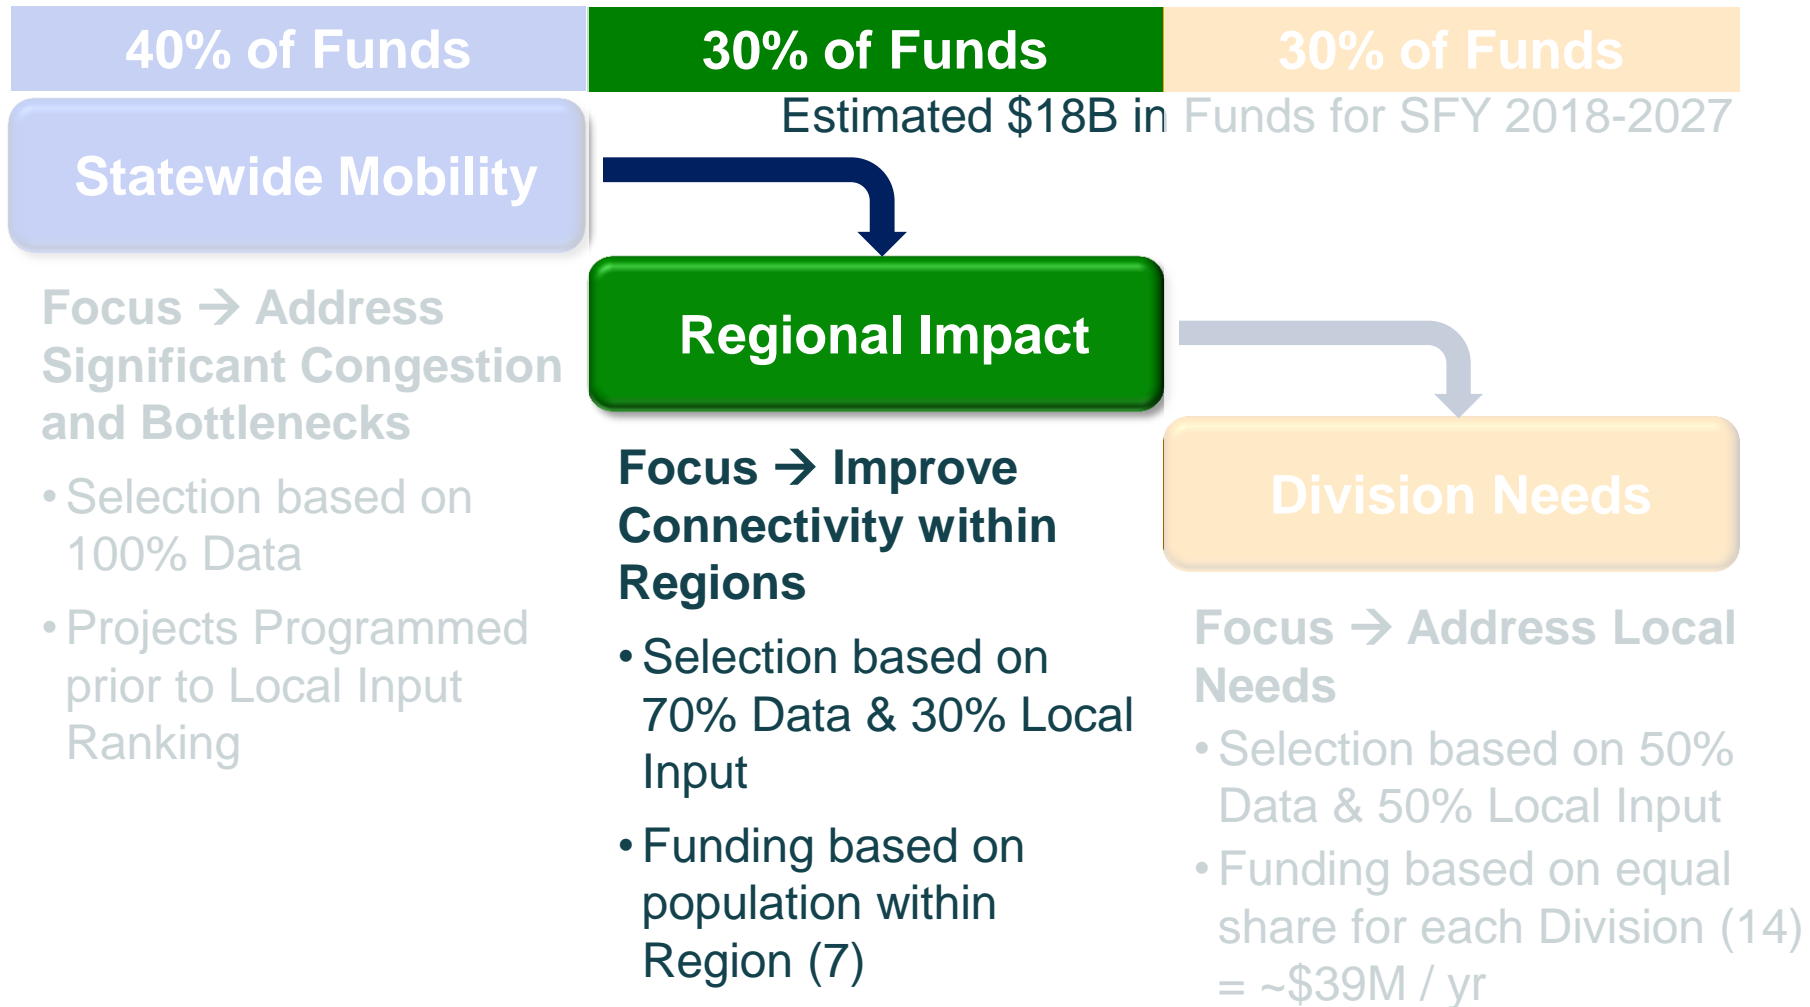 40% of Funds
30% of Funds
30% of Funds
Estimated $18B in Funds for SFY 2018-2027
Statewide Mobility
Focus → Address
Significant Congestion
and Bottlenecks
• Selection based on
100% Data
• Projects Programmed
prior to Local Input
Ranking
Regional Impact
Focus → Improve
Connectivity within
Regions
• Selection based on
70% Data & 30% Local
Input
• Funding based on
population within
Region (7)
Division Needs
Focus → Address Local
Needs
• Selection based on 50%
Data & 50% Local Input
• Funding based on equal
share for each Division (14)
= ~$39M / yr